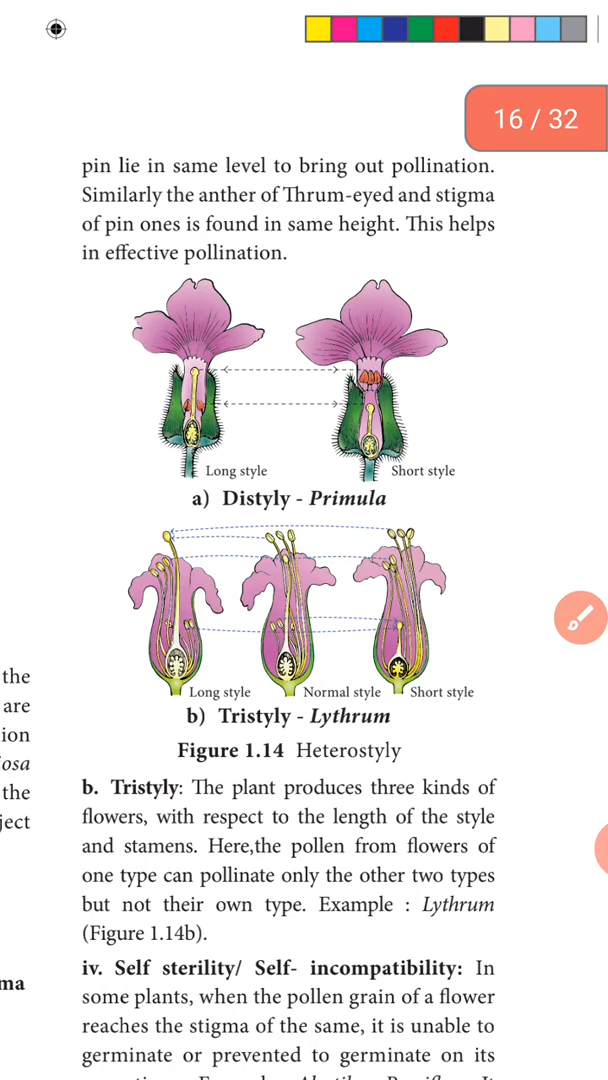 16 / 32
pin lie in same level to bring out pollination.
Similarly the anther of Thrum-eyed and stigma
of pin ones is found in same height. This helps
in effective pollination.
Long style
Short style
a) Distyly - Primula
Long style
Normal style
Short style
b) Tristyly - Lythrum
Figure 1.14 Heterostyly
b. Tristyly: The plant produces three kinds of
flowers, with respect to the length of the style
and stamens. Here,the pollen from flowers of
one type can pollinate only the other two types
but not their own type. Example : Lythrum
(Figure 1.14b).
iv. Self sterility/ Self- incompatibility: In
some plants, when the pollen grain of a flower
reaches the stigma of the same, it is unable to
germinate or prevented to germinate on its
the
are
tion
iosa
the
ject
ma